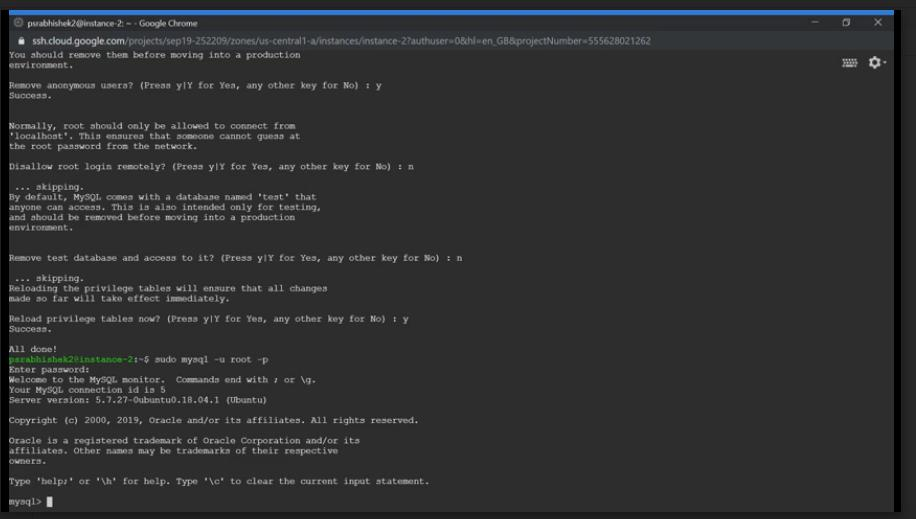 psrabhishek2@instance-2: ~ - Google Chrome
ssh.cloud.google.com/projects/sep19-252209/zones/us-central1-a/instances/instance-2?authuser=0&hl=en_GB&projectNumber=555628021262
You should remove them before moving into a production
environment.
Remove anonymous users? (Press y|Y for Yes, any other key for No) : y
Success.
Normally, root should only be allowed to connect from
'localhost'. This ensures that someone cannot guess at
the root password from the network.
Disallow root login remotely? (Press y|Y for Yes, any other key for No) : n
... skipping.
By default, MySQL comes with a database named 'test' that
anyone can access. This is also intended only for testing,
and should be removed before moving into a production
environment.
Remove test database and access to it? (Press y|Y for Yes, any other key for No) : n
... skipping.
Reloading the privilege tables will ensure that all changes
made so far will take effect immediately.
Reload privilege tables now? (Press y|Y for Yes, any other key for No) : y
Success.
All done!
psrabhishek2@instance-2:~$ sudo mysql -u root -p
Enter password:
Welcome to the MySQL monitor.  Commands end with ; or \g.
Your MySQL connection id is 5
Server version: 5.7.27-0ubuntu0.18.04.1 (Ubuntu)
Copyright (c) 2000, 2019, Oracle and/or its affiliates. All rights reserved.
Oracle is a registered trademark of Oracle Corporation and/or its
affiliates. Other names may be trademarks of their respective
owners.
Type 'help;' or '\h' for help. Type '\c' to clear the current input statement.
mysql>